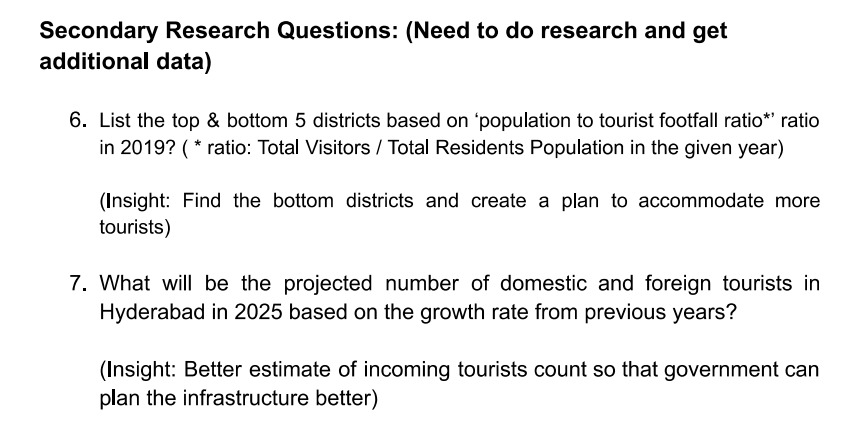 Secondary Research Questions: (Need to do research and get
additional data)
6. List the top & bottom 5 districts based on ‘population to tourist footfall ratio*’ ratio
in 2019? ( * ratio: Total Visitors / Total Residents Population in the given year)
(Insight: Find the bottom districts and create a plan to accommodate more
tourists)
7. What will be the projected number of domestic and foreign tourists in
Hyderabad in 2025 based on the growth rate from previous years?
(Insight: Better estimate of incoming tourists count so that government can
plan the infrastructure better)